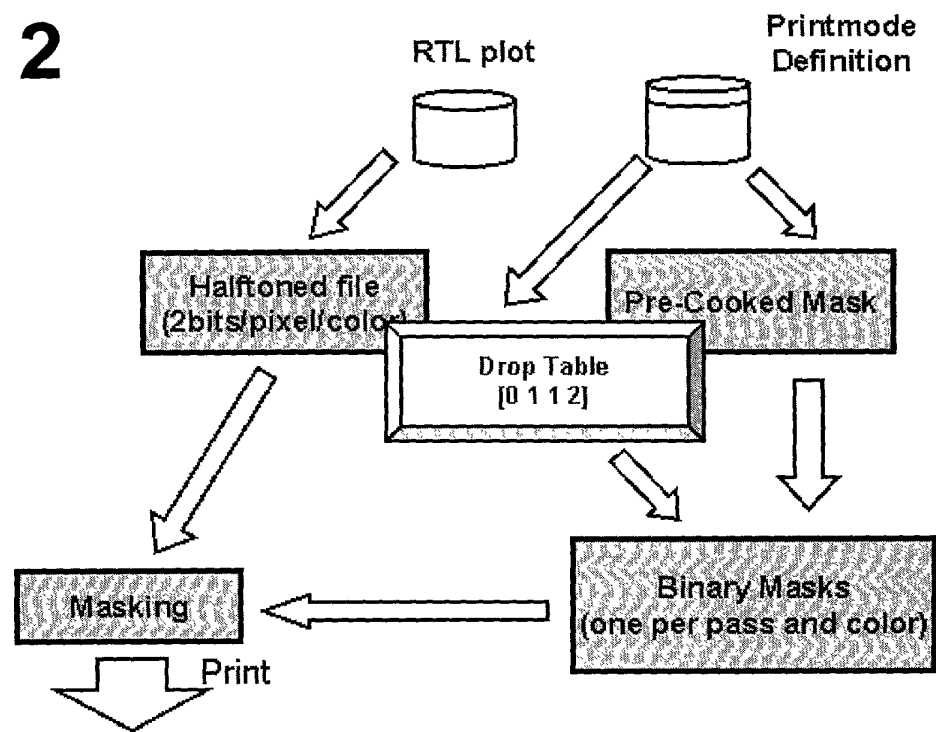 2
RTL plot
Printmode
Definition
Halftoned file
(2bits/pixel/color)
Pre-Cooked Mask
Drop Table
[0 1 1 2]
Masking
Binary Masks
(one per pass and color)
Print